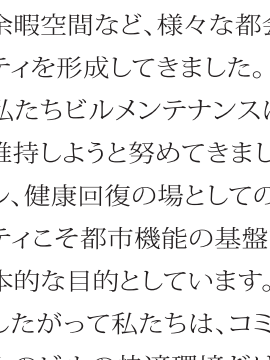 余暇空間など、様々な都会
ティを形成してきました。
私たちビルメンテナンスは
維持しようと努めてきまし
ン、健康回復の場としての
ティこそ都市機能の基盤
本的な目的としています。
したがって私たちは、コミ